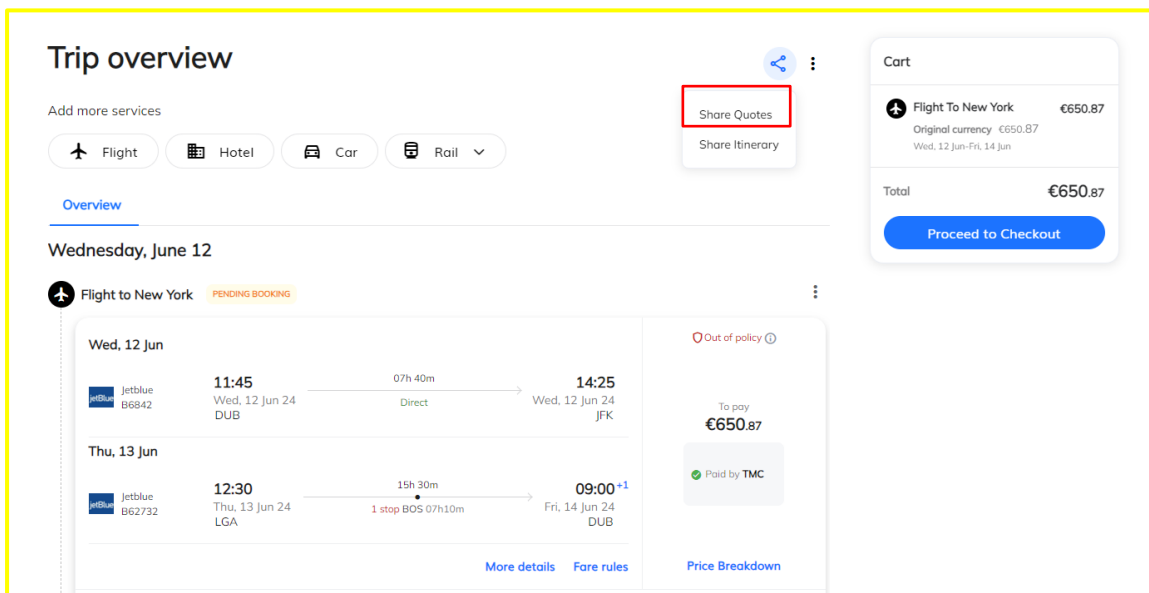 Trip overview
Add more services
Flight
Hotel
Car
Rail
Share Quotes
Share Itinerary
Cart
Flight To New York €650.87
Original currency €650.87
Wed, 12 Jun-Fri, 14 Jun
Total €650.87
Proceed to Checkout
Overview
Wednesday, June 12
Flight to New York PENDING BOOKING
Wed, 12 Jun
jetBlue
Jetblue
B6842
11:45
Wed, 12 Jun 24
DUB
07h 40m
Direct
14:25
Wed, 12 Jun 24
JFK
Thu, 13 Jun
jetBlue
Jetblue
B62732
12:30
Thu, 13 Jun 24
LGA
15h 30m
1 stop BOS 07h10m
09:00 +1
Fri, 14 Jun 24
DUB
More details Fare rules
Out of policy
To pay
€650.87
Paid by TMC
Price Breakdown